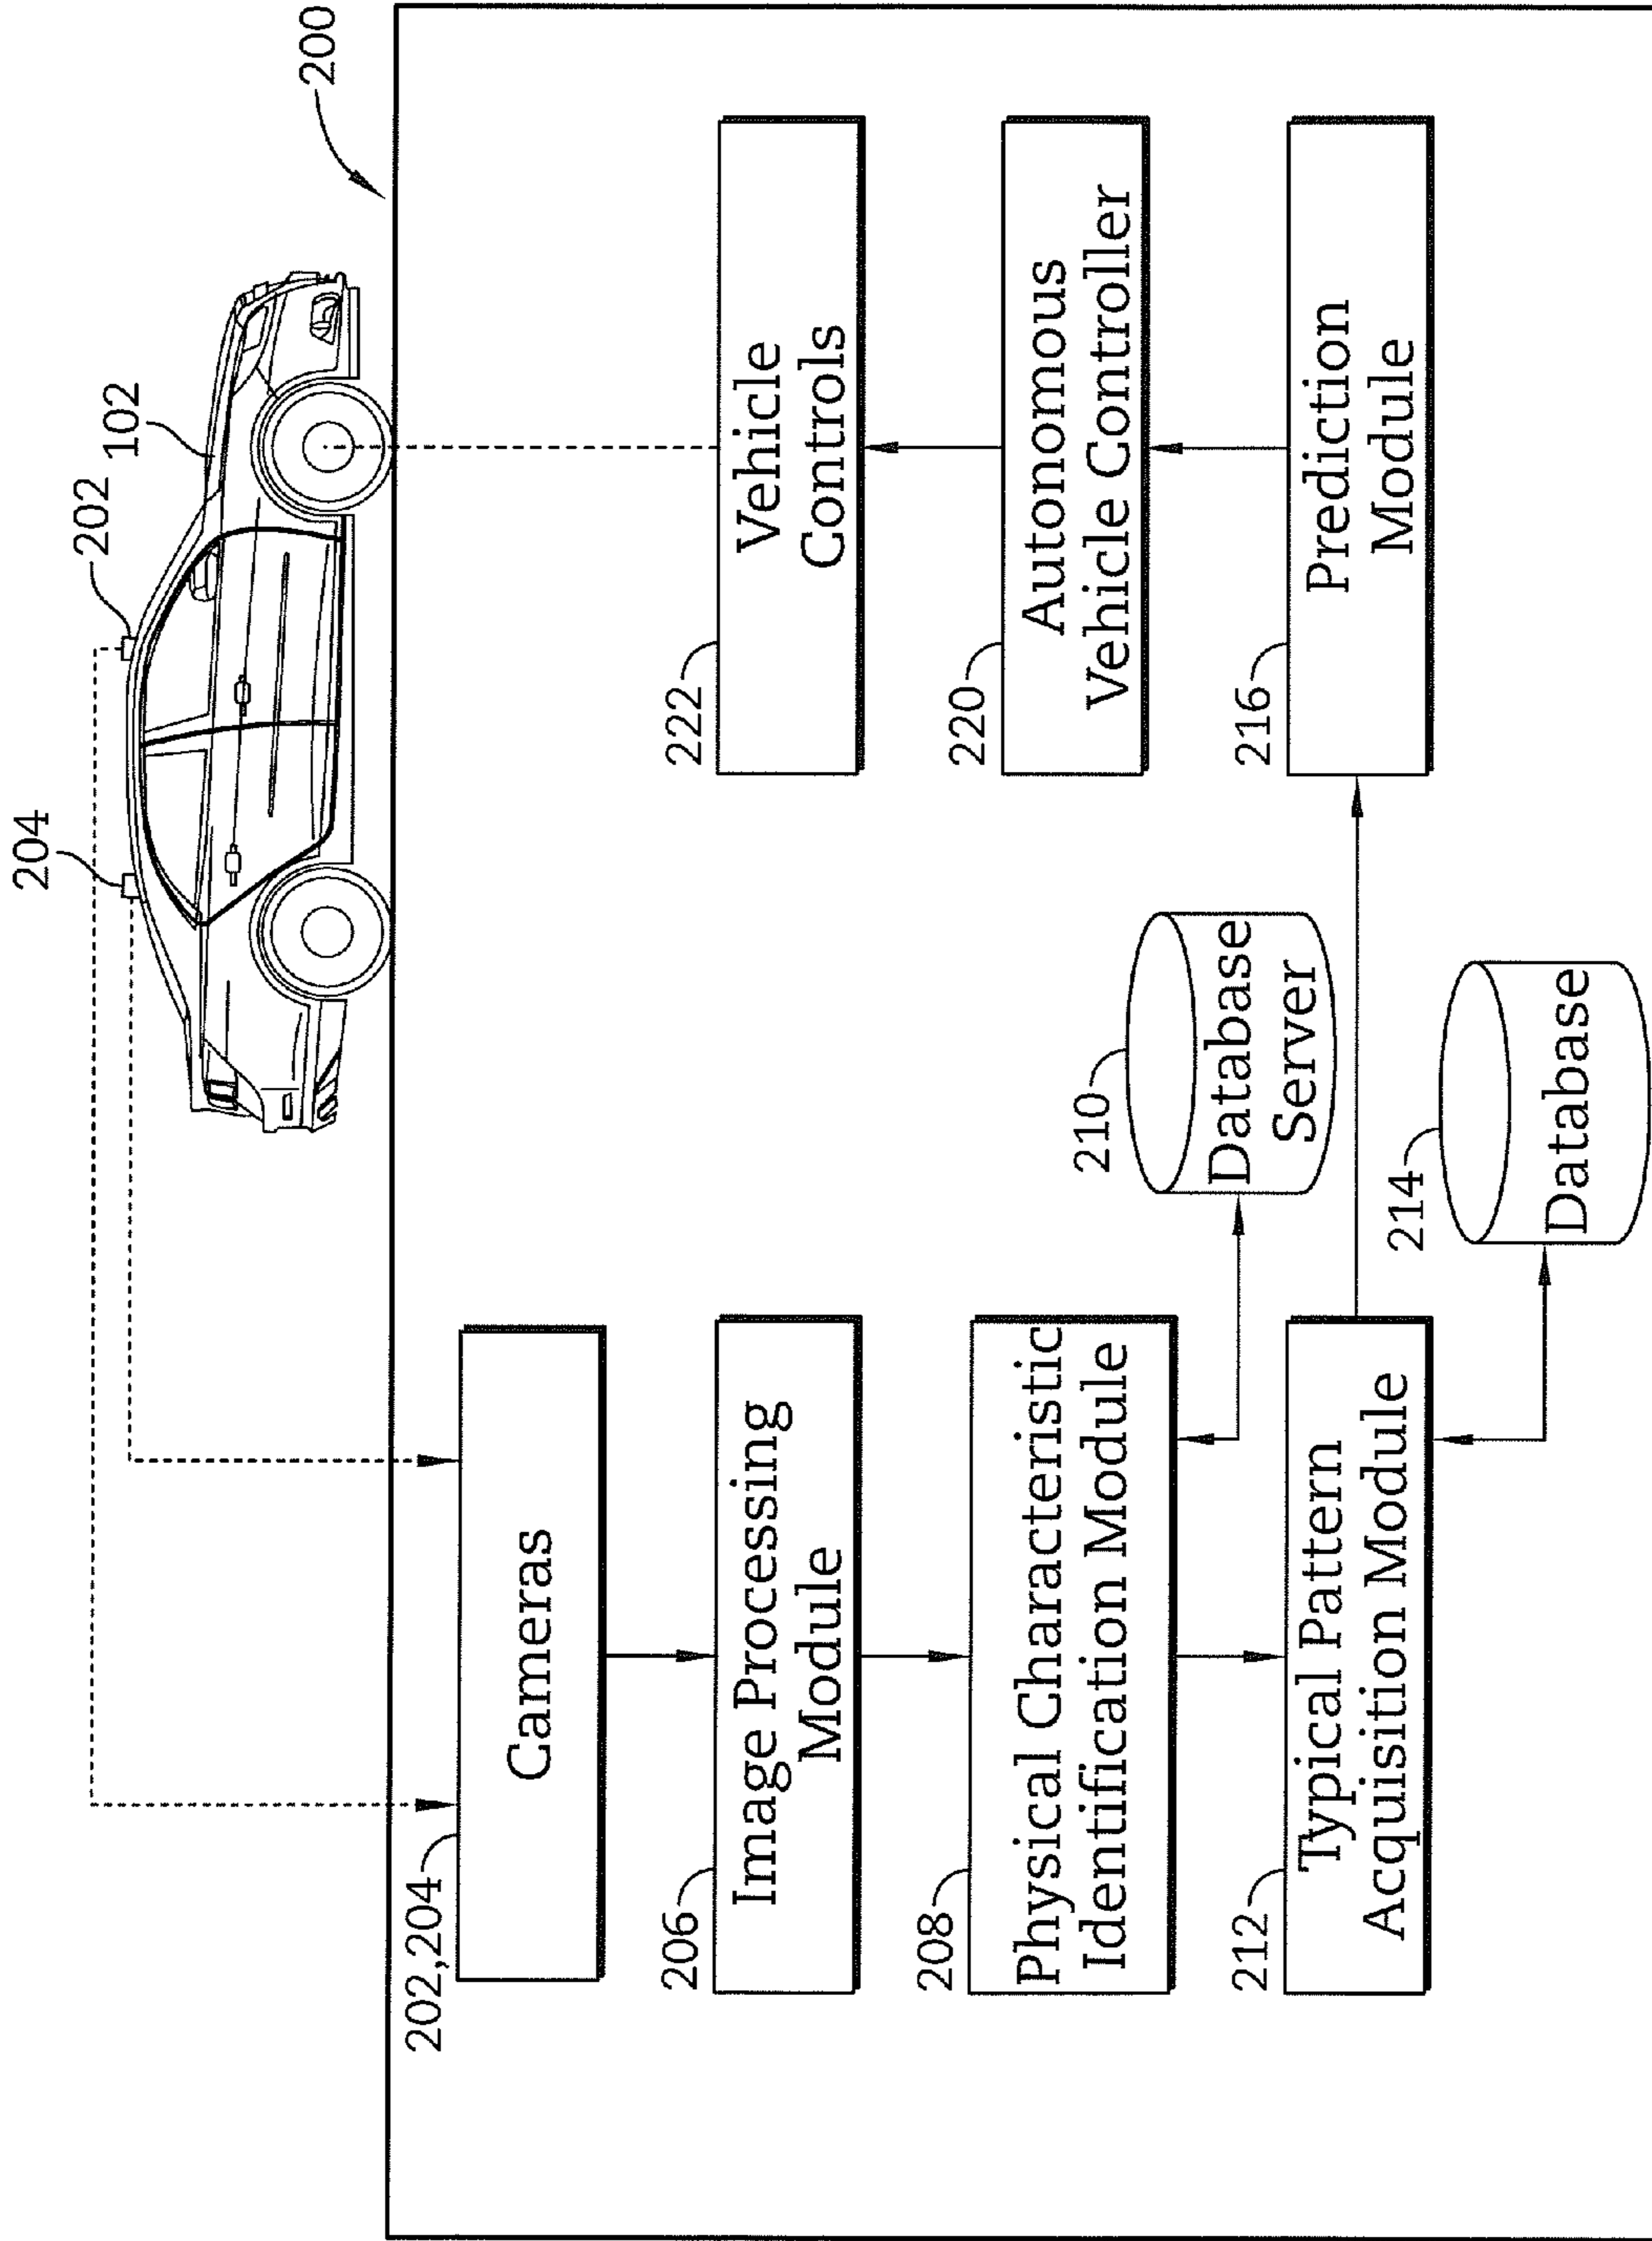 204
202
102
200
202,204
Cameras
206
Image Processing
Module
208
Physical Characteristic
Identification Module
210
Database
Server
212
Typical Pattern
Acquisition Module
214
Database
222
Vehicle
Controls
220
Autonomous
Vehicle Controller
216
Prediction
Module